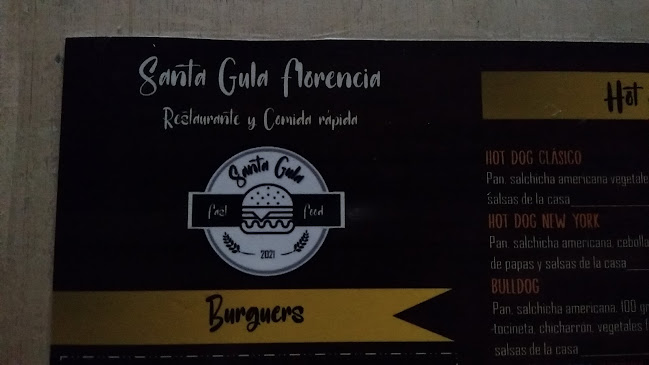 Santa Gula florencia
Restaurante y Comida rápida
Santa Gula
fast food
2021
Burguers
Hot
HOT DOG CLÁSICO
Pan, salchicha americana vegetales
Salsas de la casa
HOT DOG NEW YORK
Pan, salchicha americana, cebolla
de papas y salsas de la casa
BULLDOG
Pan, salchicha americana, 100 gr
-tocineta, chicharrón, vegetales
salsas de la casa